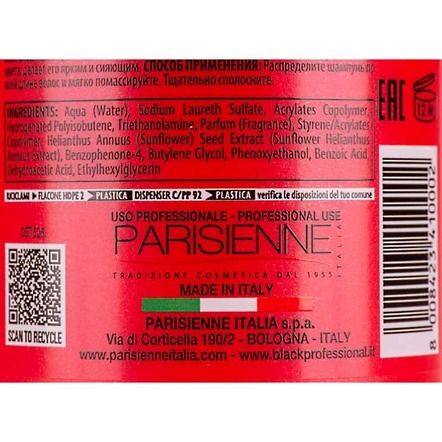 цвета, делает его ярким и сияющим. СПОСОБ ПРИМЕНЕНИЯ: Распределите шампунь по
всей длине волос и мягко помассируйте. Тщательно сполосните.
INGREDIENTS: Aqua (Water), Sodium Laureth Sulfate, Acrylates Copolymer,
Hydrogenated Polyisobutene, Triethanolamine, Parfum (Fragrance), Styrene/Acrylates
Copolymer, Helianthus Annuus (Sunflower) Seed Extract (Sunflower Helianthus
Annuus Extract), Benzophenone-4, Butylene Glycol, Phenoxyethanol, Benzoic Acid,
Dehydroacetic Acid, Ethylhexylglycerin
EAC
12 M
RICICLAMI FLACONE HDPE 2 PLASTICA DISPENSER C/PP 92 PLASTICA verifica le disposizioni del tuo comune
USO PROFESSIONALE - PROFESSIONAL USE
PARISIENNE
ITALIA
TRADIZIONE COSMETICA DAL 1955
MADE IN ITALY
PARISIENNE ITALIA s.p.a.
Via di Corticella 190/2 - BOLOGNA - ITALY
www.parisienneitalia.com - www.blackprofessional.it
SCAN TO RECYCLE
8 008423 410002